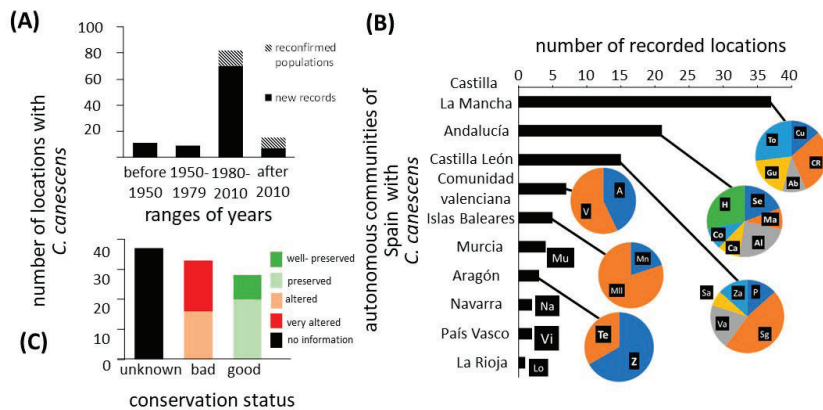 (A)
number of locations with
C. canescens
100
80
60
40
20
reconfirmed
populations
new records
before
1950
1950-
1979
1980-
2010
after
2010
ranges of years
(B)
number of recorded locations
0 5 10 15 20 25 30 35 40
autonomous communities of
Spain with
C. canescens
Castilla
La Mancha
Andalucía
Castilla León
Comunidad
valenciana
Islas Baleares
Murcia
Aragón
Navarra
País Vasco
La Rioja
To
Cu
CR
Ab
Gu
H
Se
Ma
Al
Ca
Co
Sa
Za
P
Sg
Va
A
V
Mn
Mll
Mu
Te
Z
Na
Vi
Lo
(C)
40
30
20
10
0
well- preserved
preserved
altered
very altered
no information
unknown bad good
conservation status